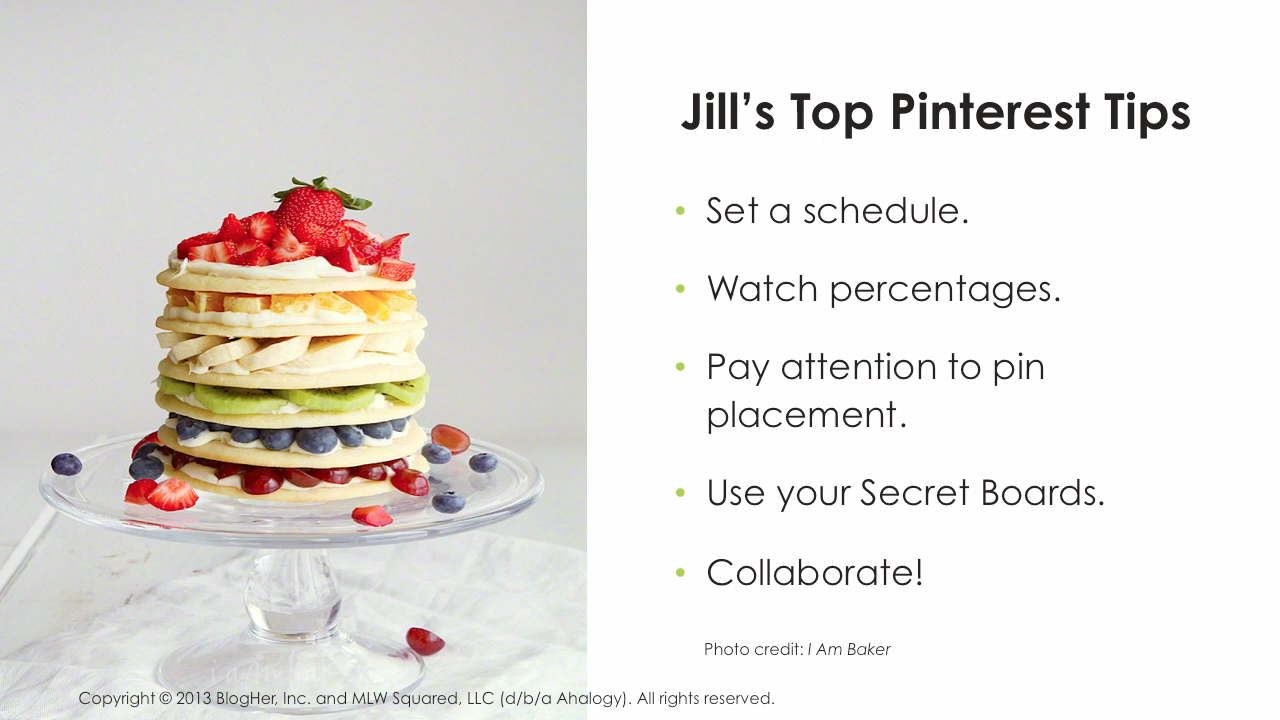 Jill’s Top Pinterest Tips
• Set a schedule.
• Watch percentages.
• Pay attention to pin
placement.
• Use your Secret Boards.
• Collaborate!
Photo credit: I Am Baker
Copyright © 2013 BlogHer, Inc. and MLW Squared, LLC (d/b/a Ahalogy). All rights reserved.